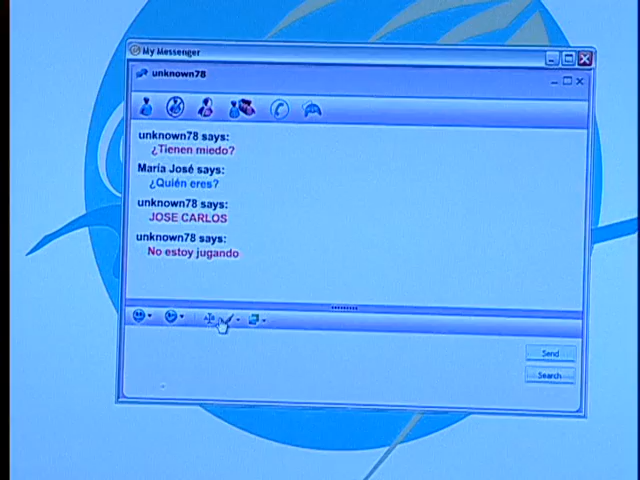 My Messenger
unknown78
unknown78 says:
¿Tienen miedo?
María José says:
¿Quién eres?
unknown78 says:
JOSE CARLOS
unknown78 says:
No estoy jugando
Send
Search